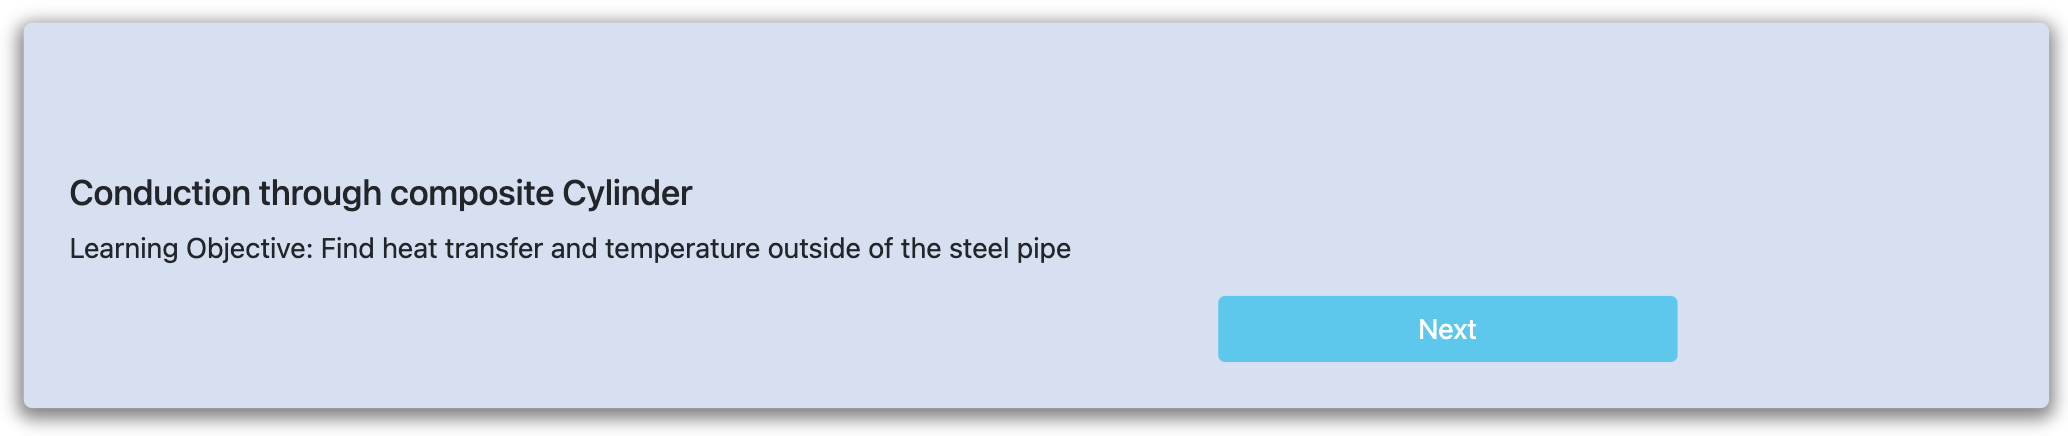 Conduction through composite Cylinder
Learning Objective: Find heat transfer and temperature outside of the steel pipe
Next